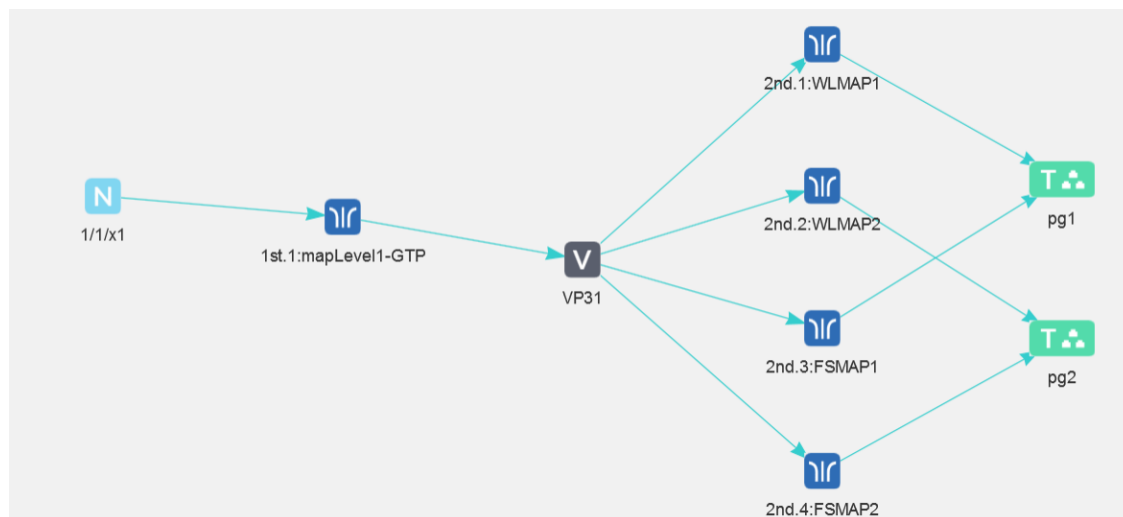 N
1/1/x1
1st.1:mapLevel1-GTP
V
VP31
2nd.1:WLMAP1
2nd.2:WLMAP2
2nd.3:FSMAP1
2nd.4:FSMAP2
T
pg1
T
pg2